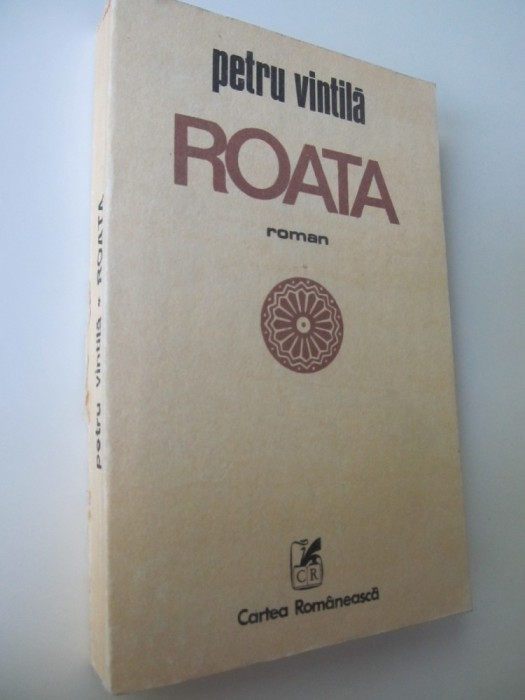 petru vintilă
ROATA
roman
CR
Cartea Românească
petru vintilă • ROATA